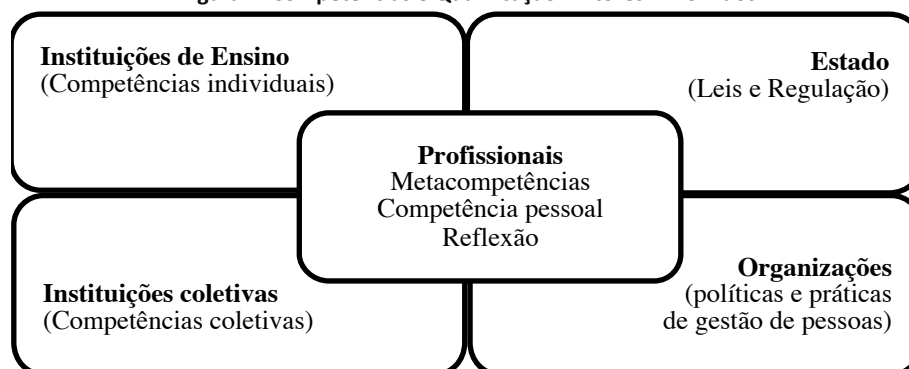 Instituições de Ensino
(Competências individuais)
Estado
(Leis e Regulação)
Profissionais
Metacompetências
Competência pessoal
Reflexão
Instituições coletivas
(Competências coletivas)
Organizações
(políticas e práticas
de gestão de pessoas)